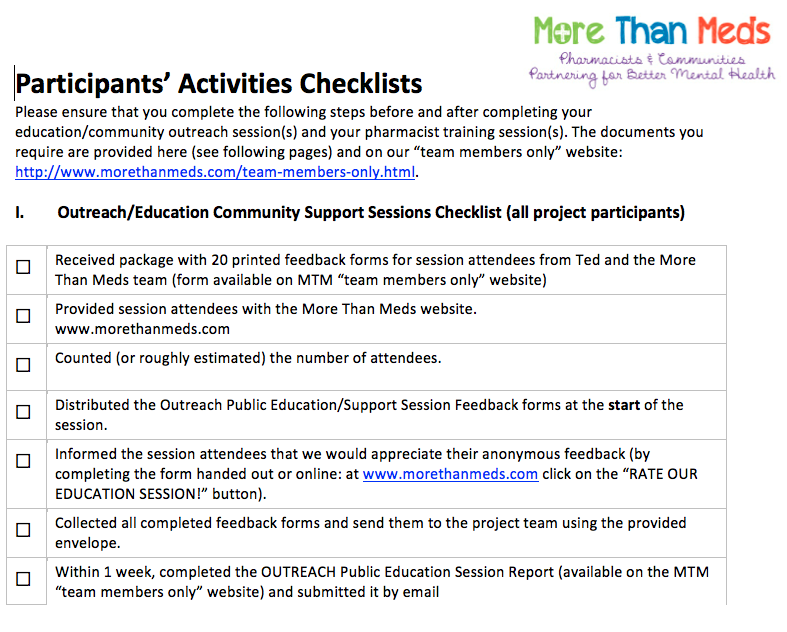 More Than Meds
Pharmacists & Communities
Partnering for Better Mental Health
Participants’ Activities Checklists
Please ensure that you complete the following steps before and after completing your
education/community outreach session(s) and your pharmacist training session(s). The documents you
require are provided here (see following pages) and on our “team members only” website:
http://www.morethanmeds.com/team-members-only.html.
I. Outreach/Education Community Support Sessions Checklist (all project participants)
Received package with 20 printed feedback forms for session attendees from Ted and the More
Than Meds team (form available on MTM “team members only” website)
Provided session attendees with the More Than Meds website.
www.morethanmeds.com
Counted (or roughly estimated) the number of attendees.
Distributed the Outreach Public Education/Support Session Feedback forms at the start of the
session.
Informed the session attendees that we would appreciate their anonymous feedback (by
completing the form handed out or online: at www.morethanmeds.com click on the “RATE OUR
EDUCATION SESSION!” button).
Collected all completed feedback forms and send them to the project team using the provided
envelope.
Within 1 week, completed the OUTREACH Public Education Session Report (available on the MTM
“team members only” website) and submitted it by email